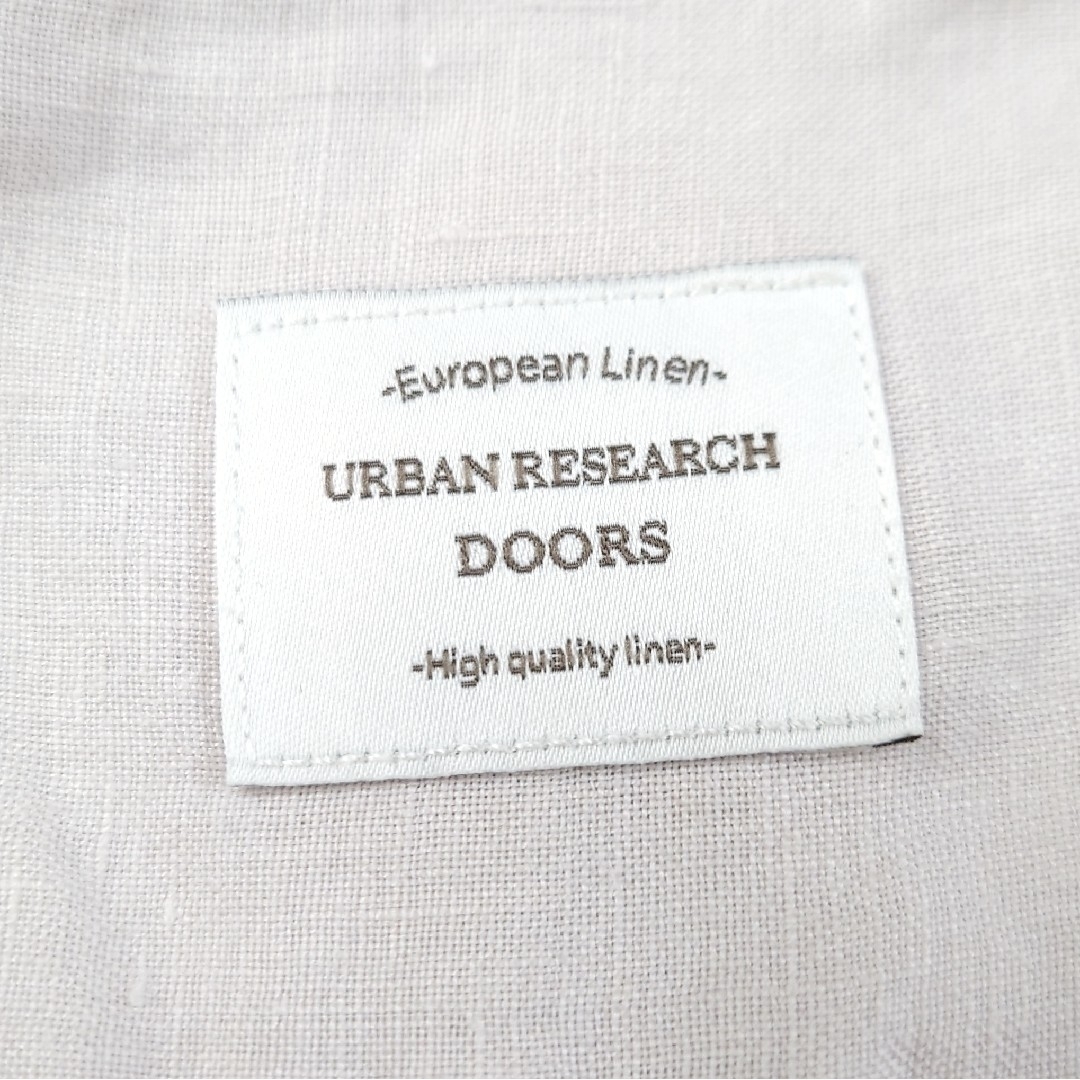 -European Linen-
URBAN RESEARCH
DOORS
-High quality linen-